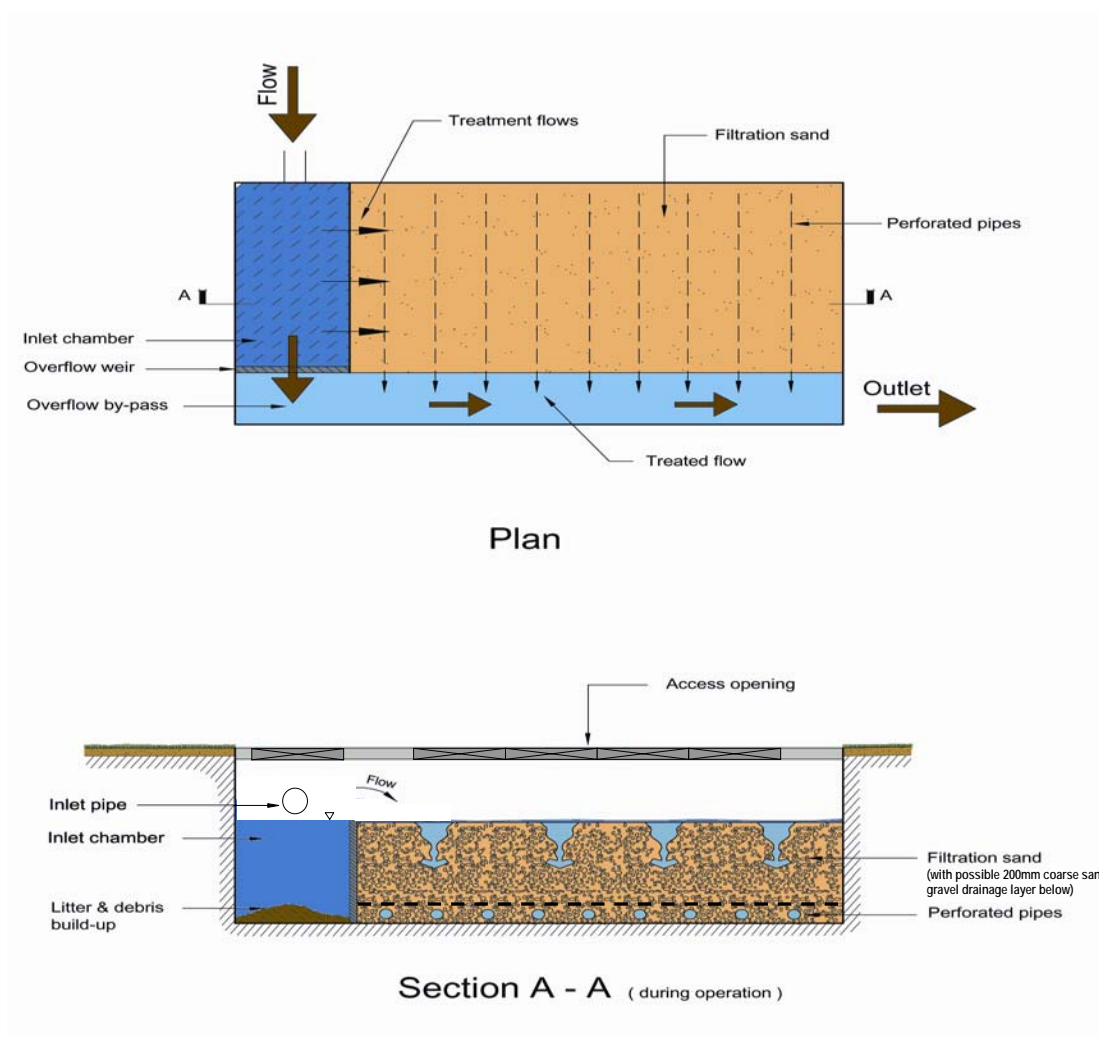 Flow
Treatment flows
Filtration sand
Perforated pipes
A
A
Inlet chamber
Overflow weir
Overflow by-pass
Outlet
Treated flow
Plan
Access opening
Flow
Inlet pipe
Inlet chamber
Filtration sand
(with possible 200mm coarse san
gravel drainage layer below)
Litter & debris
build-up
Perforated pipes
Section A - A ( during operation )